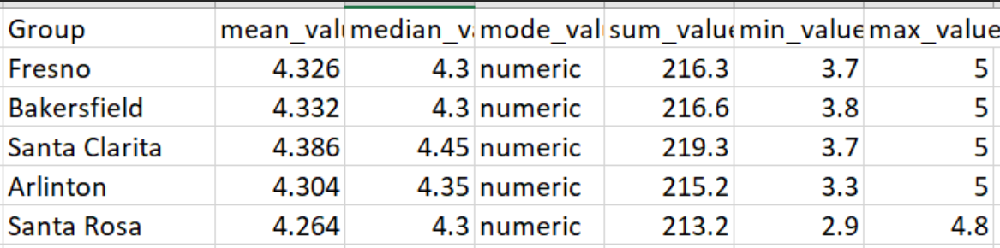 Group mean_valu median_va mode_val sum_value min_value max_value
Fresno 4.326 4.3 numeric 216.3 3.7 5
Bakersfield 4.332 4.3 numeric 216.6 3.8 5
Santa Clarita 4.386 4.45 numeric 219.3 3.7 5
Arlinton 4.304 4.35 numeric 215.2 3.3 5
Santa Rosa 4.264 4.3 numeric 213.2 2.9 4.8